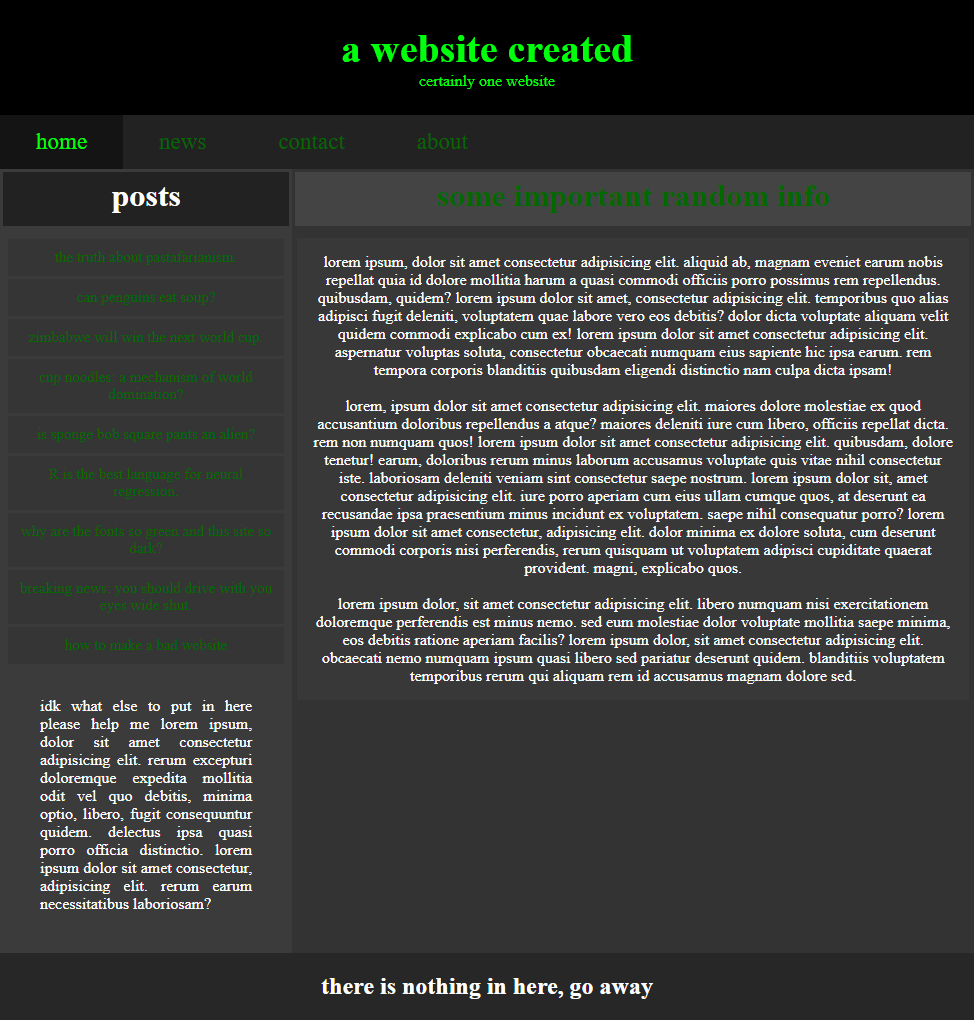 a website created
certainly one website
home news contact about
posts
the truth about pastafarianism.
can penguins eat soup?
zimbabwe will win the next world cup.
cup noodles: a mechanism of world
domination?
is sponge bob square pants an alien?
R is the best language for neural
regression.
why are the fonts so green and this site so
dark?
breaking news: you should drive with you
eyes wide shut.
how to make a bad website
idk what else to put in here
please help me lorem ipsum,
dolor sit amet consectetur
adipisicing elit. rerum excepturi
doloremque expedita mollitia
odit vel quo debitis, minima
optio, libero, fugit consequuntur
quidem. delectus ipsa quasi
porro officia distinctio. lorem
ipsum dolor sit amet consectetur,
adipisicing elit. rerum earum
necessitatibus laboriosam?
some important random info
lorem ipsum, dolor sit amet consectetur adipisicing elit. aliquid ab, magnam eveniet earum nobis
repellat quia id dolore mollitia harum a quasi commodi officiis porro possimus rem repellendus.
quibusdam, quidem? lorem ipsum dolor sit amet, consectetur adipisicing elit. temporibus quo alias
adipisci fugit deleniti, voluptatem quae labore vero eos debitis? dolor dicta voluptate aliquam velit
quidem commodi explicabo cum ex! lorem ipsum dolor sit amet consectetur adipisicing elit.
aspernatur voluptas soluta, consectetur obcaecati numquam eius sapiente hic ipsa earum. rem
tempora corporis blanditiis quibusdam eligendi distinctio nam culpa dicta ipsam!
lorem, ipsum dolor sit amet consectetur adipisicing elit. maiores dolore molestiae ex quod
accusantium doloribus repellendus a atque? maiores deleniti iure cum libero, officiis repellat dicta.
rem non numquam quos! lorem ipsum dolor sit amet consectetur adipisicing elit. quibusdam, dolore
tenetur! earum, doloribus rerum minus laborum accusamus voluptate quis vitae nihil consectetur
iste. laboriosam deleniti veniam sint consectetur saepe nostrum. lorem ipsum dolor sit, amet
consectetur adipisicing elit. iure porro aperiam cum eius ullam cumque quos, at deserunt ea
recusandae ipsa praesentium minus incidunt ex voluptatem. saepe nihil consequatur porro? lorem
ipsum dolor sit amet consectetur, adipisicing elit. dolor minima ex dolore soluta, cum deserunt
commodi corporis nisi perferendis, rerum quisquam ut voluptatem adipisci cupiditate quaerat
provident. magni, explicabo quos.
lorem ipsum dolor, sit amet consectetur adipisicing elit. libero numquam nisi exercitationem
doloremque perferendis est minus nemo. sed eum molestiae dolor voluptate mollitia saepe minima,
eos debitis ratione aperiam facilis? lorem ipsum dolor, sit amet consectetur adipisicing elit.
obcaecati nemo numquam ipsum quasi libero sed pariatur deserunt quidem. blanditiis voluptatem
temporibus rerum qui aliquam rem id accusamus magnam dolore sed.
there is nothing in here, go away